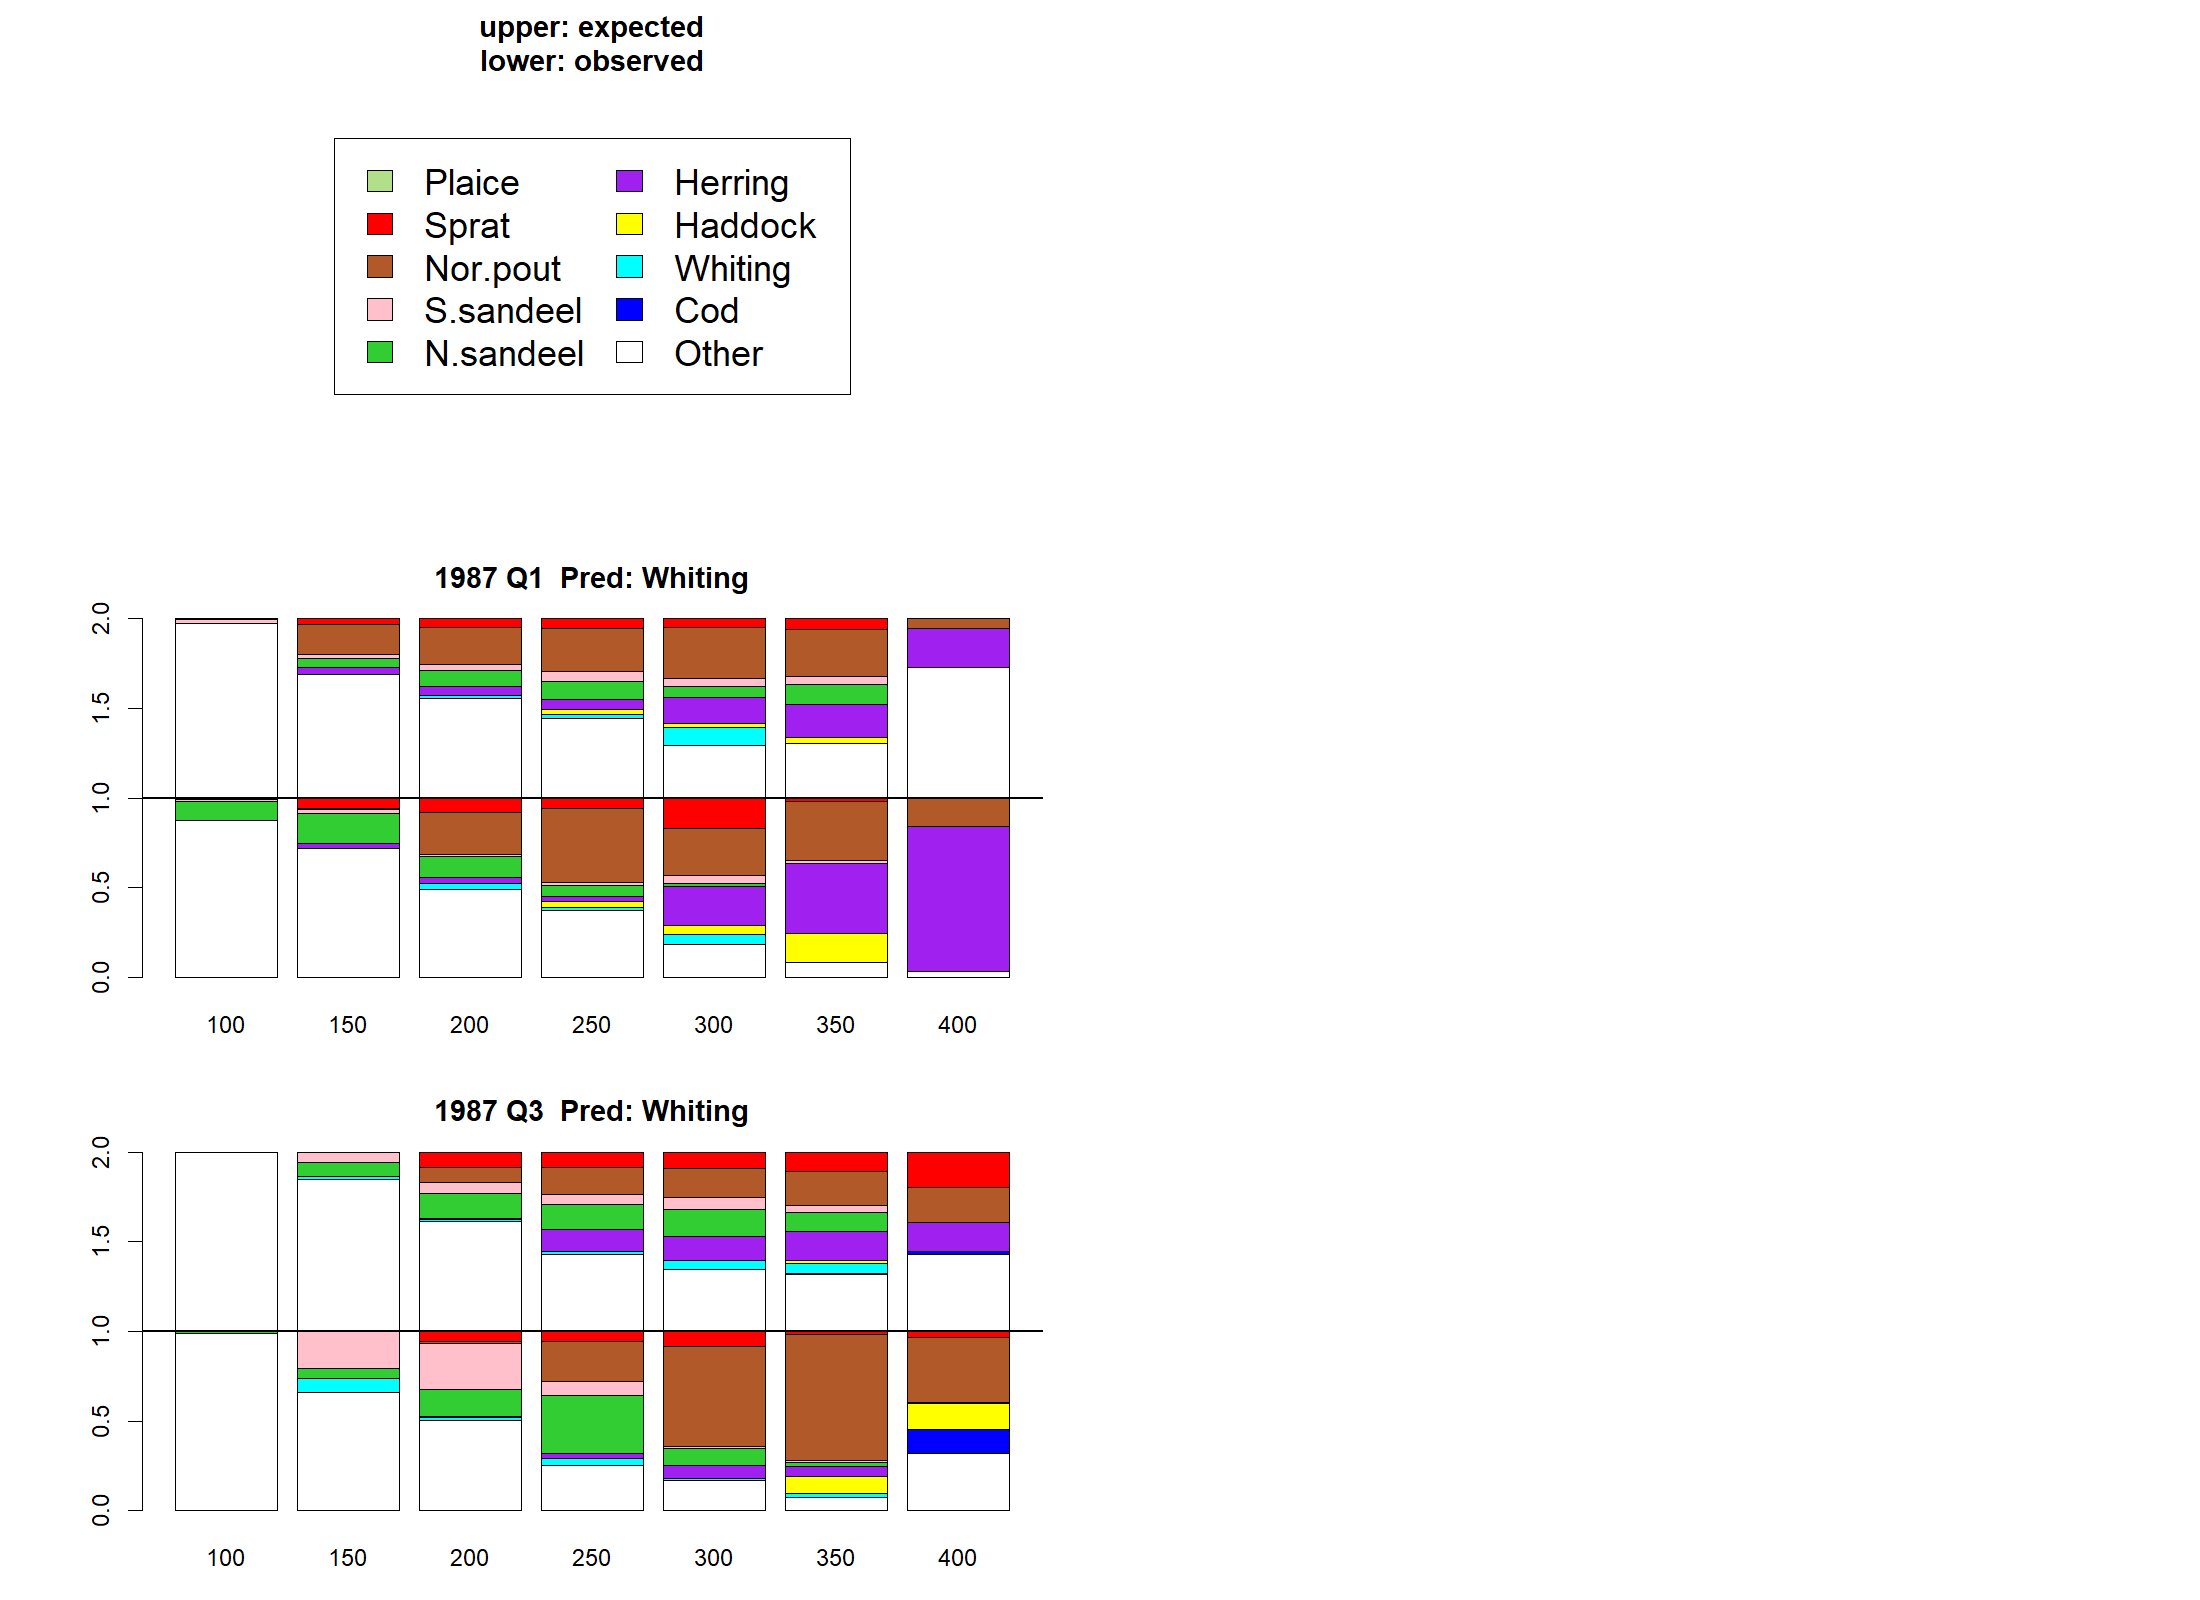 upper: expected
lower: observed
Plaice
Sprat
Nor.pout
S.sandeel
N.sandeel
Herring
Haddock
Whiting
Cod
Other
1987 Q1  Pred: Whiting
2.0
1.5
1.0
0.5
0.0
100 150 200 250 300 350 400
1987 Q3  Pred: Whiting
2.0
1.5
1.0
0.5
0.0
100 150 200 250 300 350 400